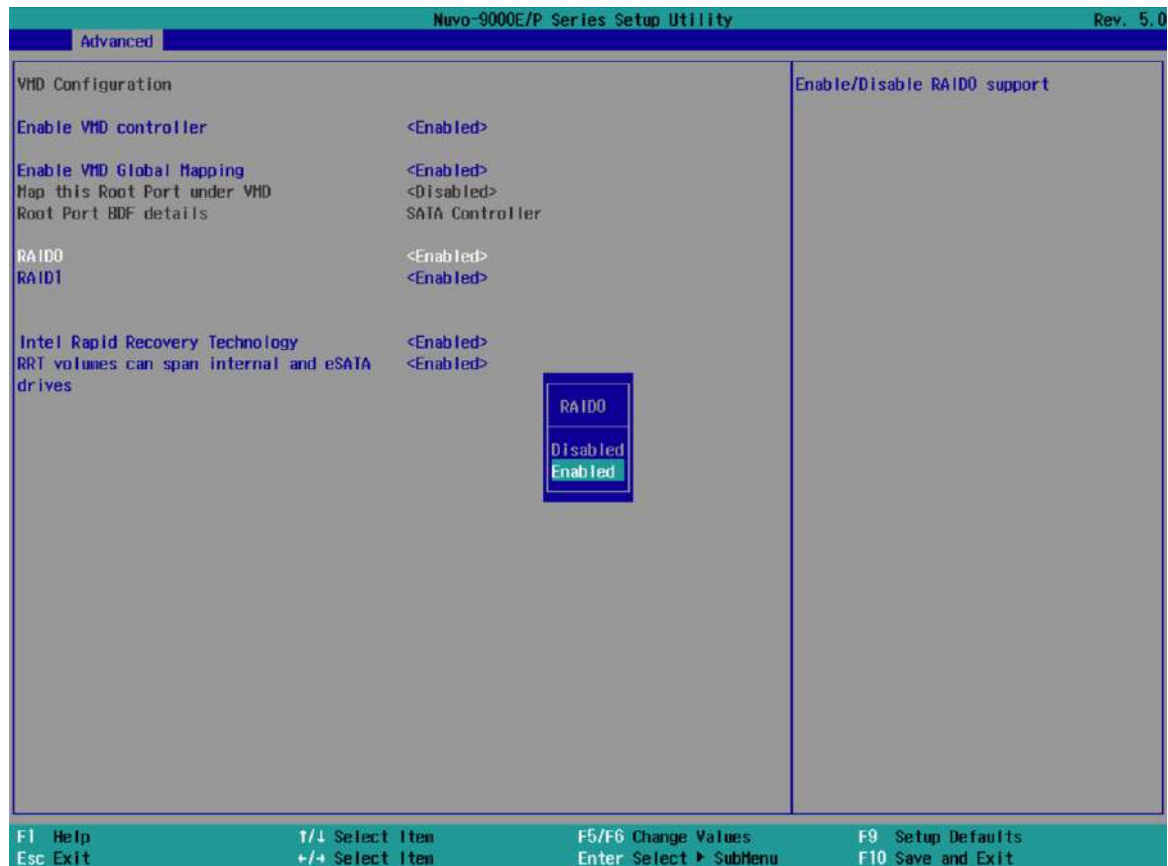 Nuvo-9000E/P Series Setup Utility Rev. 5.0
Advanced
VMD Configuration
Enable/Disable RAID0 support
Enable VMD controller <Enabled>
Enable VMD Global Mapping <Enabled>
Map this Root Port under VMD <Disabled>
Root Port BDF details SATA Controller
RAID0 <Enabled>
RAID1 <Enabled>
Intel Rapid Recovery Technology <Enabled>
RRT volumes can span internal and eSATA <Enabled>
drives
RAID0
Disabled
Enabled
F1 Help ↑/↓ Select Item F5/F6 Change Values F9 Setup Defaults
Esc Exit ←/→ Select Item Enter Select ▶ SubMenu F10 Save and Exit